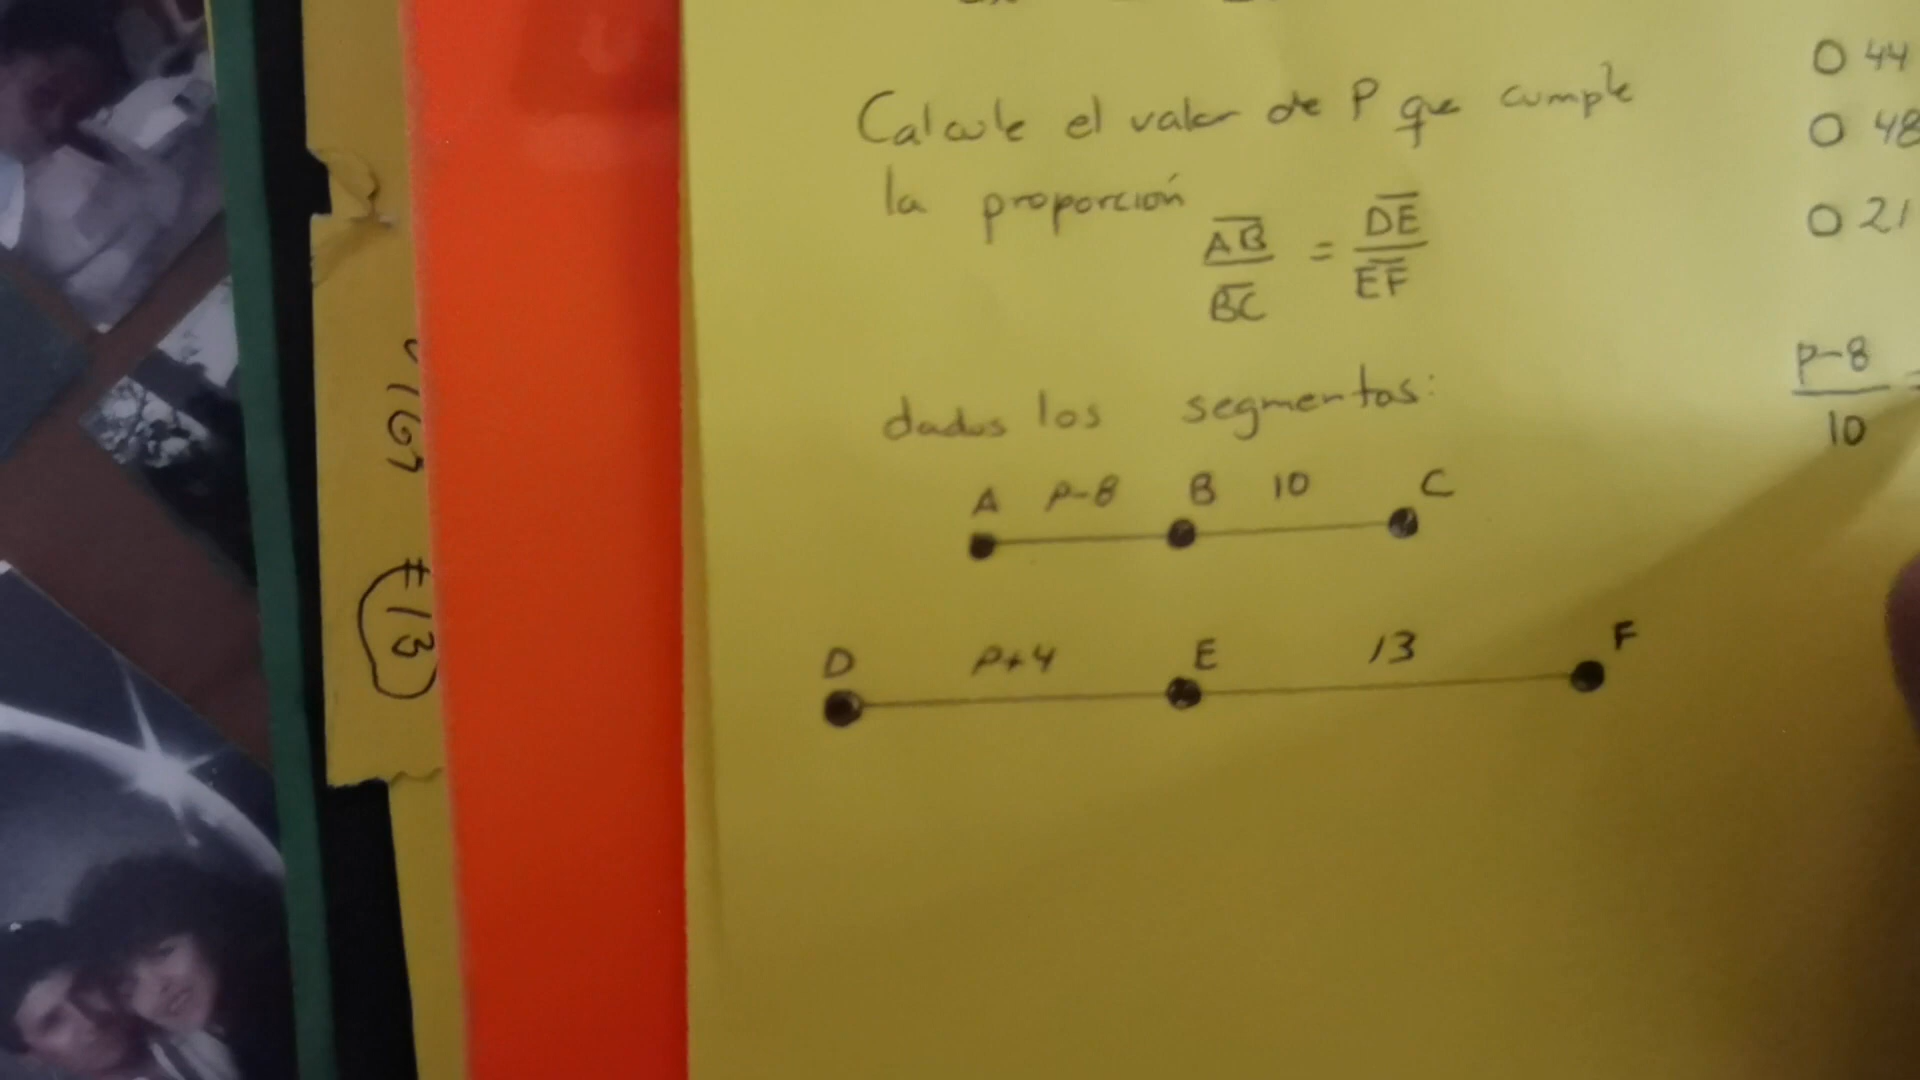 Calcule el valor de P que cumple
la proporción
AB/BC = DE/EF
dados los segmentos:
A P-8 B 10 C
D P+4 E 13 F
O 44
O 48
O 21
P-8
10
=
13